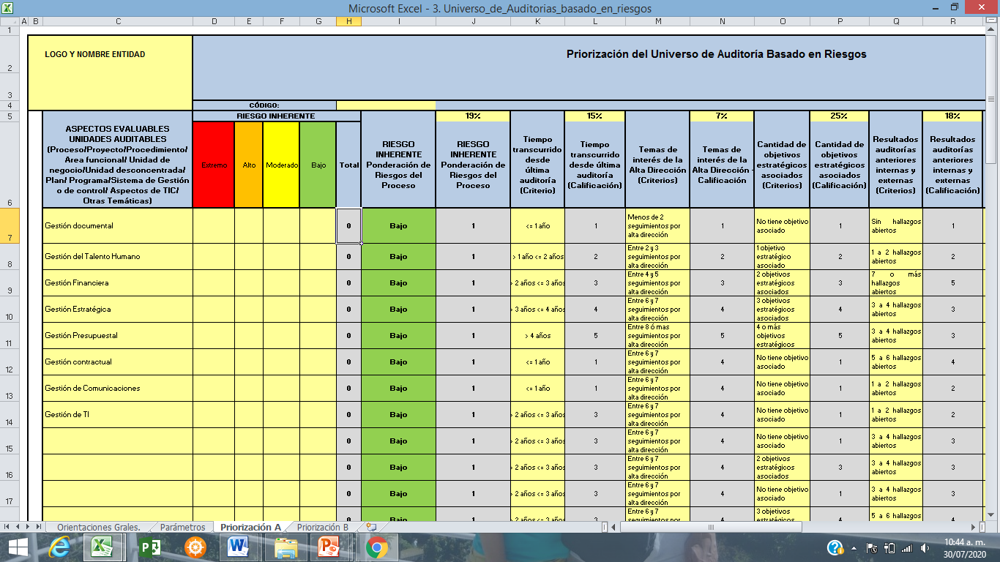 Microsoft Excel - 3. Universo_de_Auditorias_basado_en_riesgos
A B C D E F G H I J K L M N O P Q R
1
LOGO Y NOMBRE ENTIDAD
Priorización del Universo de Auditoría Basado en Riesgos
2
3
4 CÓDIGO:
5 RIESGO INHERENTE 19% 15% 7% 25% 18%
ASPECTOS EVALUABLES
UNIDADES AUDITABLES
(Proceso/Proyecto/Procedimiento/
Area funcional/ Unidad de
negocio/Unidad desconcentrada/
Plan/ Programa/Sistema de Gestión
o de control/ Aspectos de TIC/
Otras Temáticas)
Extremo Alto Moderado Bajo Total
RIESGO
INHERENTE
Ponderación de
Riesgos del
Proceso
RIESGO
INHERENTE
Ponderación de
Riesgos del
Proceso
Tiempo
transcurrido
desde
última
auditoría
(Criterio)
Tiempo
transcurrido
desde última
auditoría
(Calificación)
Temas de
interés de la
Alta Dirección
(Criterios)
Temas de
interés de la
Alta Dirección -
Calificación
Cantidad de
objetivos
estratégicos
asociados
(Criterios)
Cantidad de
objetivos
estratégicos
asociados
(Calificación)
Resultados
auditorías
anteriores
internas y
externas
(Criterios)
Resultados
auditorías
anteriores
internas y
externas
(Calificación)
6
7 Gestión documental 0 Bajo 1 <= 1 año 1 Menos de 2 seguimientos por alta dirección 1 No tiene objetivo asociado 1 Sin hallazgos abiertos 1
8 Gestión del Talento Humano 0 Bajo 1 > 1 año <= 2 años 2 Entre 2 y 3 seguimientos por alta dirección 2 1 objetivo estratégico asociado 2 1 a 2 hallazgos abiertos 2
9 Gestión Financiera 0 Bajo 1 > 2 años <= 3 años 3 Entre 4 y 5 seguimientos por alta dirección 3 2 objetivos estratégicos asociados 3 7 o más hallazgos abiertos 5
10 Gestión Estratégica 0 Bajo 1 > 3 años <= 4 años 4 Entre 6 y 7 seguimientos por alta dirección 4 3 objetivos estratégicos asociados 4 3 a 4 hallazgos abiertos 3
11 Gestión Presupuestal 0 Bajo 1 > 4 años 5 Entre 8 ó mas seguimientos por alta dirección 5 4 o más objetivos estratégicos 5 3 a 4 hallazgos abiertos 3
12 Gestión contractual 0 Bajo 1 <= 1 año 1 Entre 6 y 7 seguimientos por alta dirección 4 No tiene objetivo asociado 1 5 a 6 hallazgos abiertos 4
13 Gestión de Comunicaciones 0 Bajo 1 <= 1 año 1 Entre 6 y 7 seguimientos por alta dirección 4 No tiene objetivo asociado 1 1 a 2 hallazgos abiertos 2
14 Gestión de TI 0 Bajo 1 > 2 años <= 3 años 3 Entre 6 y 7 seguimientos por alta dirección 4 No tiene objetivo asociado 1 1 a 2 hallazgos abiertos 2
15 0 Bajo 1 > 2 años <= 3 años 3 Entre 6 y 7 seguimientos por alta dirección 4 No tiene objetivo asociado 1 3 a 4 hallazgos abiertos 3
16 0 Bajo 1 > 2 años <= 3 años 3 Entre 6 y 7 seguimientos por alta dirección 4 2 objetivos estratégicos asociados 3 3 a 4 hallazgos abiertos 3
17 0 Bajo 1 > 2 años <= 3 años 3 Entre 6 y 7 seguimientos por alta dirección 4 No tiene objetivo asociado 1 3 a 4 hallazgos abiertos 3
0 Bajo 1 > 2 años <= 3 años 3 Entre 6 y 7 seguimientos por 4 3 objetivos estratégicos 4 5 a 6 hallazgos 4
Orientaciones Grales. Parámetros Priorización A Priorización B
10:44 a. m.
30/07/2020